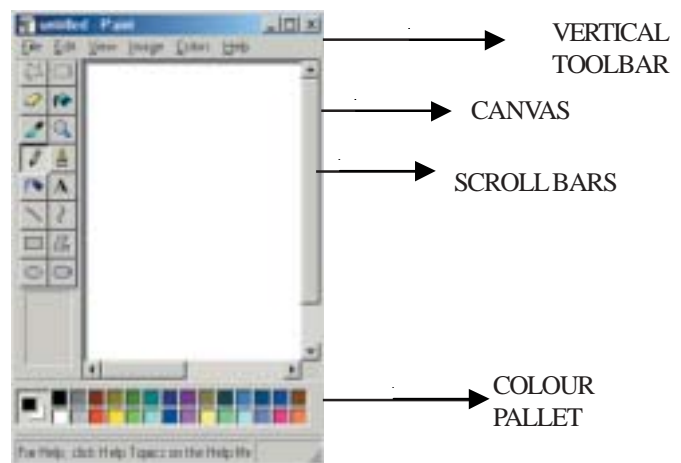 untitled - Paint
File Edit View Image Colors Help
VERTICAL
TOOLBAR
CANVAS
SCROLL BARS
A
COLOUR
PALLET
For Help, click Help Topics on the Help Me